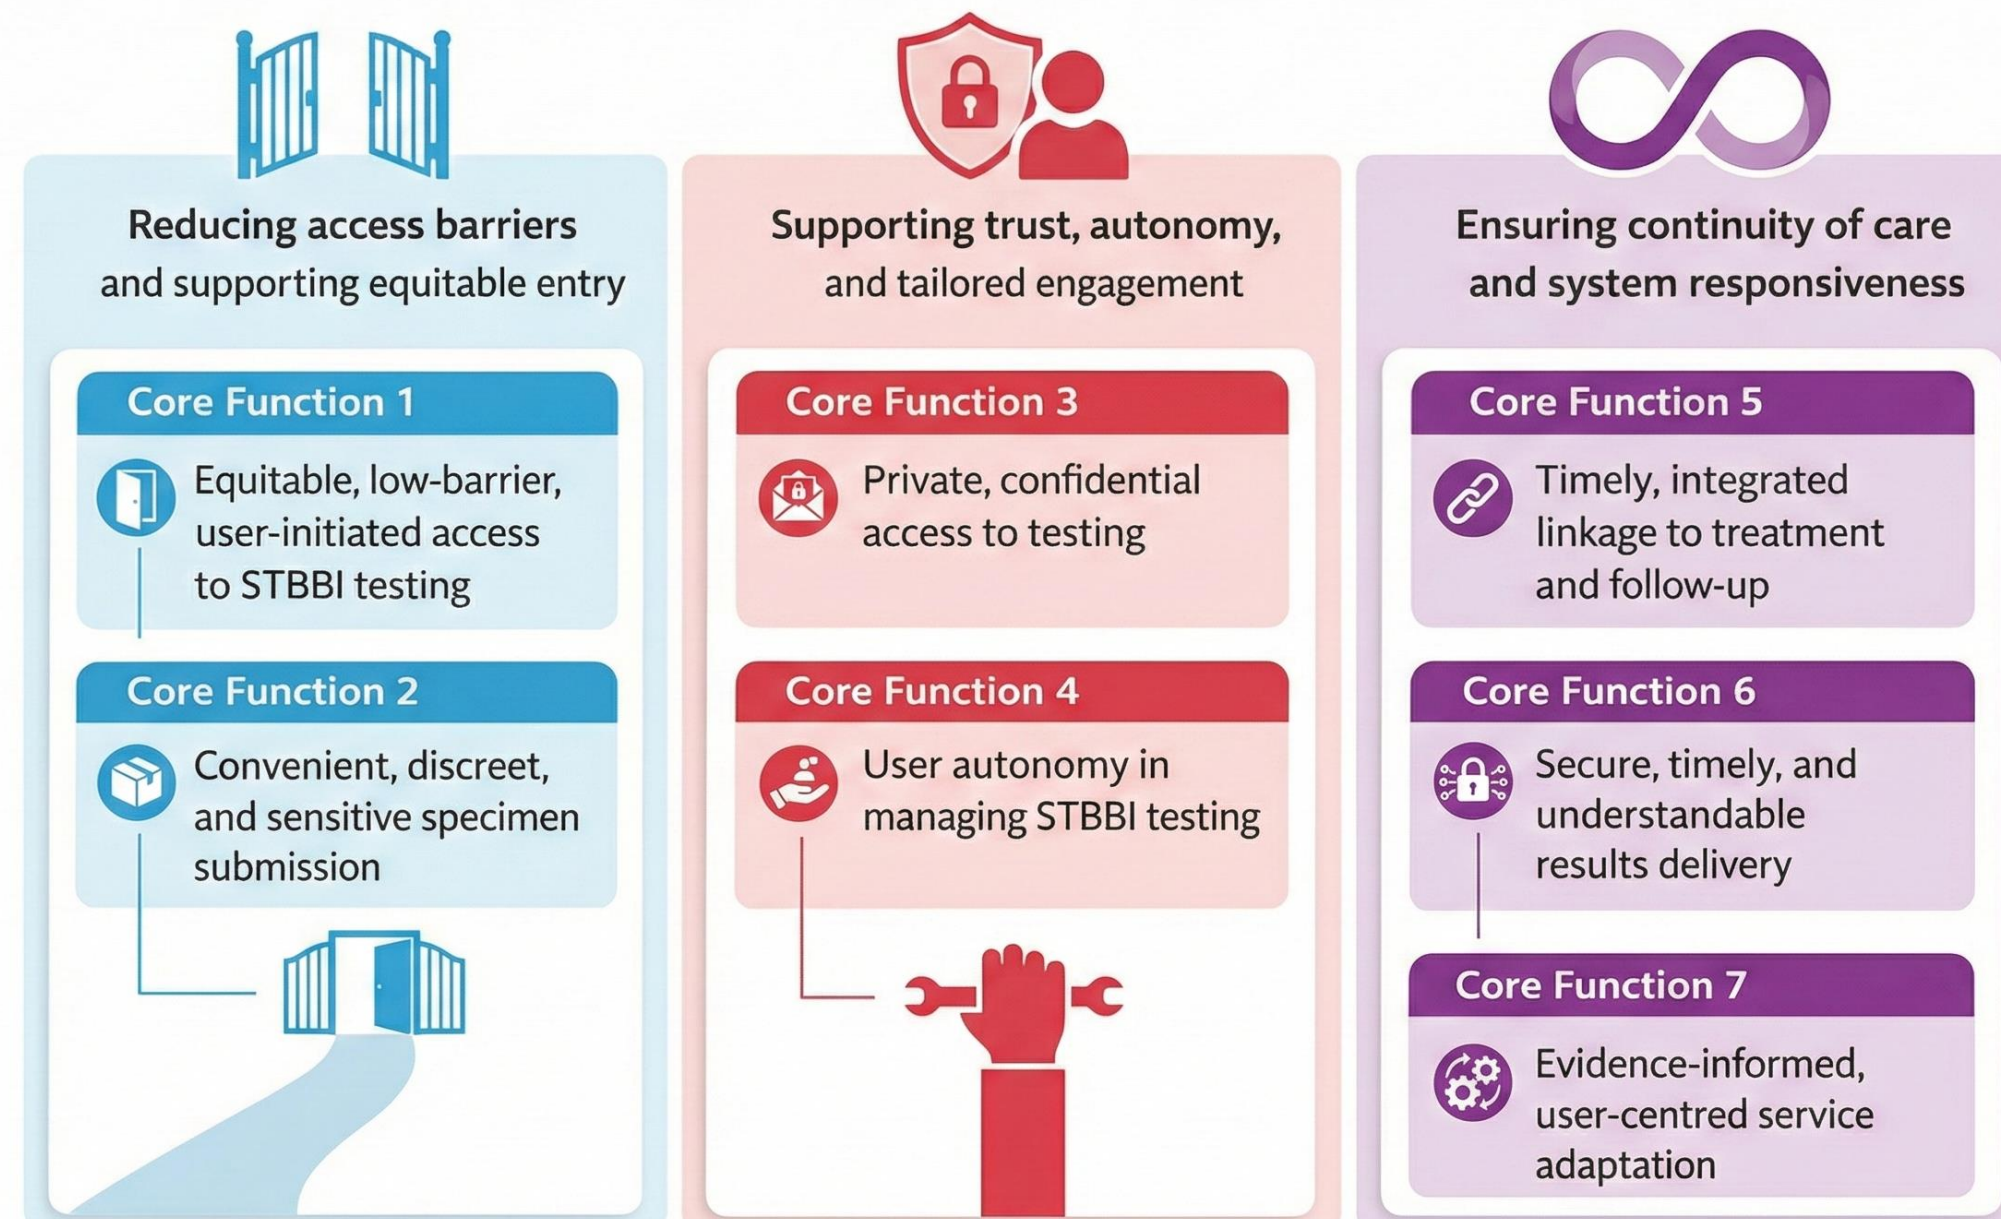 Reducing access barriers
and supporting equitable entry
Core Function 1
Equitable, low-barrier,
user-initiated access
to STBBI testing
Core Function 2
Convenient, discreet,
and sensitive specimen
submission
Supporting trust, autonomy,
and tailored engagement
Core Function 3
Private, confidential
access to testing
Core Function 4
User autonomy in
managing STBBI testing
Ensuring continuity of care
and system responsiveness
Core Function 5
Timely, integrated
linkage to treatment
and follow-up
Core Function 6
Secure, timely, and
understandable
results delivery
Core Function 7
Evidence-informed,
user-centred service
adaptation